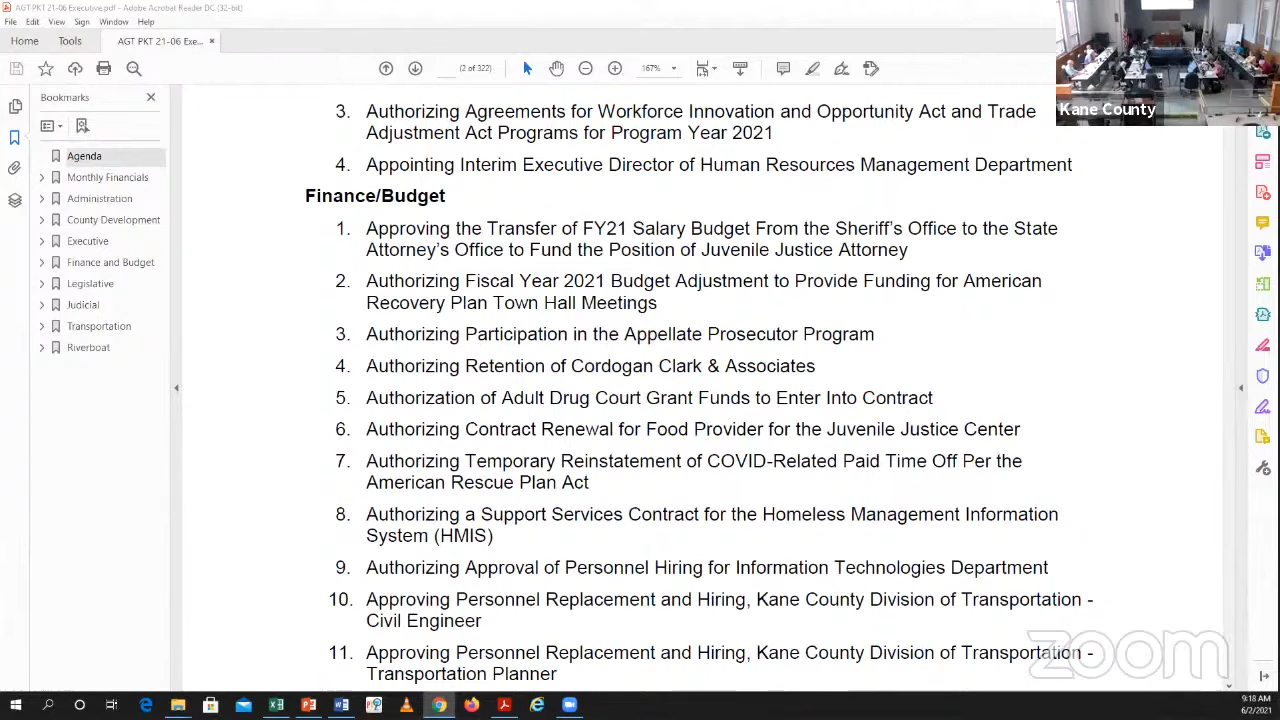 AGT PKT 21-06 Executive.pdf - Adobe Acrobat Reader DC (32-bit)
File Edit View Sign Window Help
Home Tools AGT PKT 21-06 Exe... ×
(2 of 322) 167%
Kane County
Bookmarks
Agenda
Monthly Financials
Administration
County Development
Executive
Finance and Budget
Legislative
Judicial
Transportation
Riverboat
3. Authorizing Agreements for Workforce Innovation and Opportunity Act and Trade
Adjustment Act Programs for Program Year 2021
4. Appointing Interim Executive Director of Human Resources Management Department
Finance/Budget
1. Approving the Transfer of FY21 Salary Budget From the Sheriff's Office to the State
Attorney's Office to Fund the Position of Juvenile Justice Attorney
2. Authorizing Fiscal Year 2021 Budget Adjustment to Provide Funding for American
Recovery Plan Town Hall Meetings
3. Authorizing Participation in the Appellate Prosecutor Program
4. Authorizing Retention of Cordogan Clark & Associates
5. Authorization of Adult Drug Court Grant Funds to Enter Into Contract
6. Authorizing Contract Renewal for Food Provider for the Juvenile Justice Center
7. Authorizing Temporary Reinstatement of COVID-Related Paid Time Off Per the
American Rescue Plan Act
8. Authorizing a Support Services Contract for the Homeless Management Information
System (HMIS)
9. Authorizing Approval of Personnel Hiring for Information Technologies Department
10. Approving Personnel Replacement and Hiring, Kane County Division of Transportation -
Civil Engineer
11. Approving Personnel Replacement and Hiring, Kane County Division of Transportation -
Transportation Planner
zoom
9:18 AM
6/2/2021